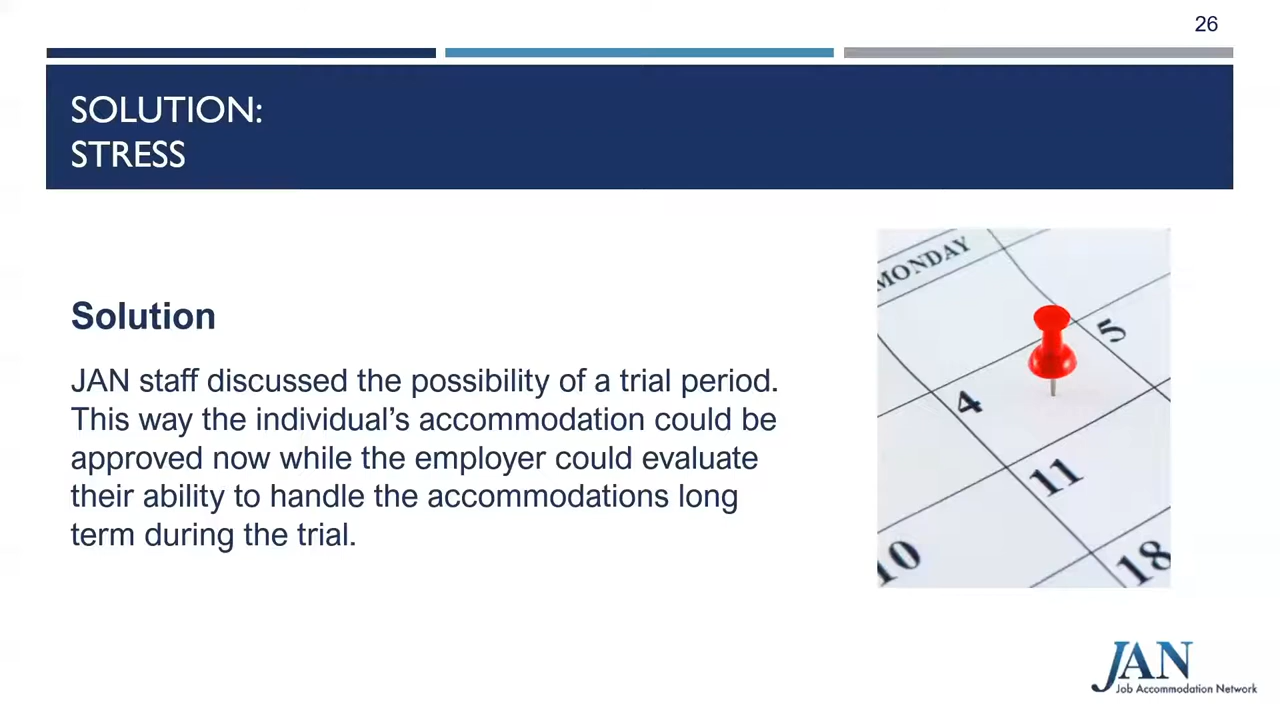 26
SOLUTION:
STRESS
Solution
JAN staff discussed the possibility of a trial period.
This way the individual’s accommodation could be
approved now while the employer could evaluate
their ability to handle the accommodations long
term during the trial.
MONDAY
5
4
11
10
18
JAN
Job Accommodation Network